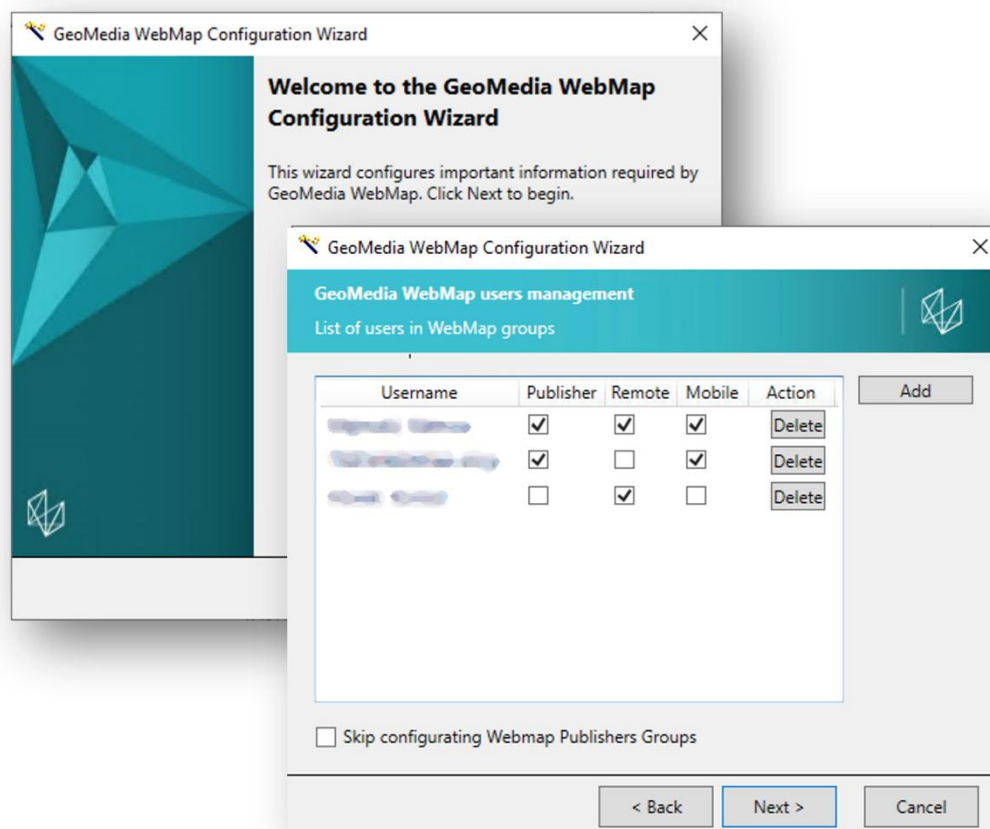 GeoMedia WebMap Configuration Wizard
Welcome to the GeoMedia WebMap
Configuration Wizard
This wizard configures important information required by
GeoMedia WebMap. Click Next to begin.
GeoMedia WebMap Configuration Wizard
GeoMedia WebMap users management
List of users in WebMap groups
Username Publisher Remote Mobile Action
Add
Delete
Delete
Delete
Skip configurating Webmap Publishers Groups
< Back Next > Cancel